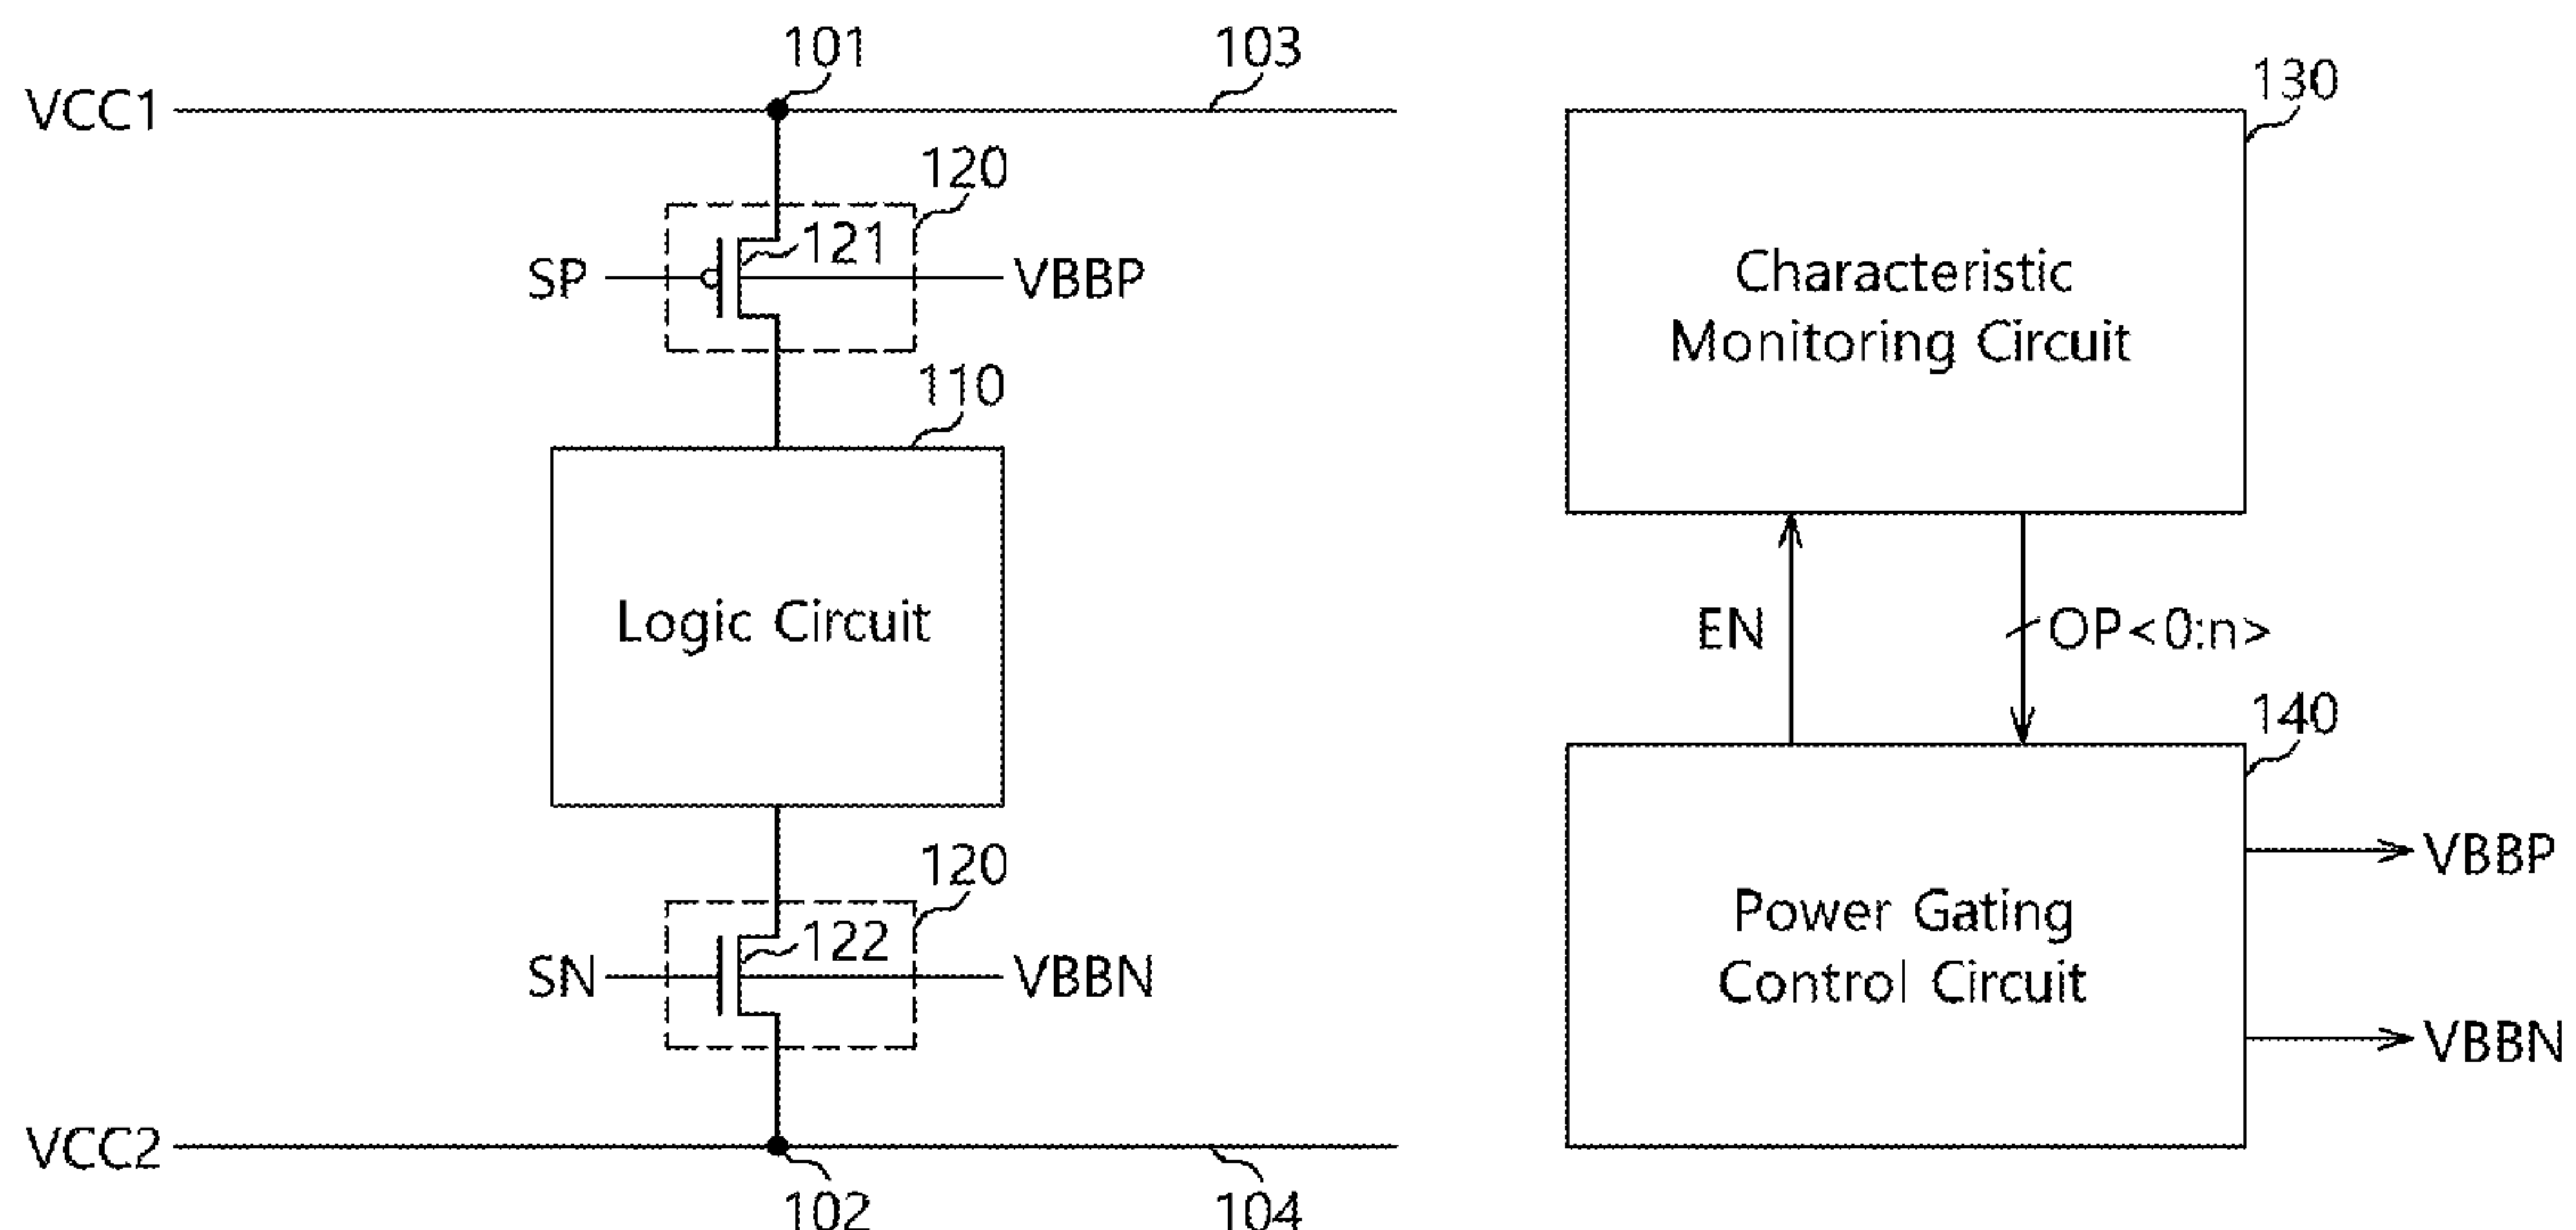 101
103
VCC1
130
120
121
SP
VBBP
Characteristic
Monitoring Circuit
110
Logic Circuit
EN
OP<0:n>
140
120
122
SN
VBBN
Power Gating
Control Circuit
VBBP
VBBN
VCC2
102
104